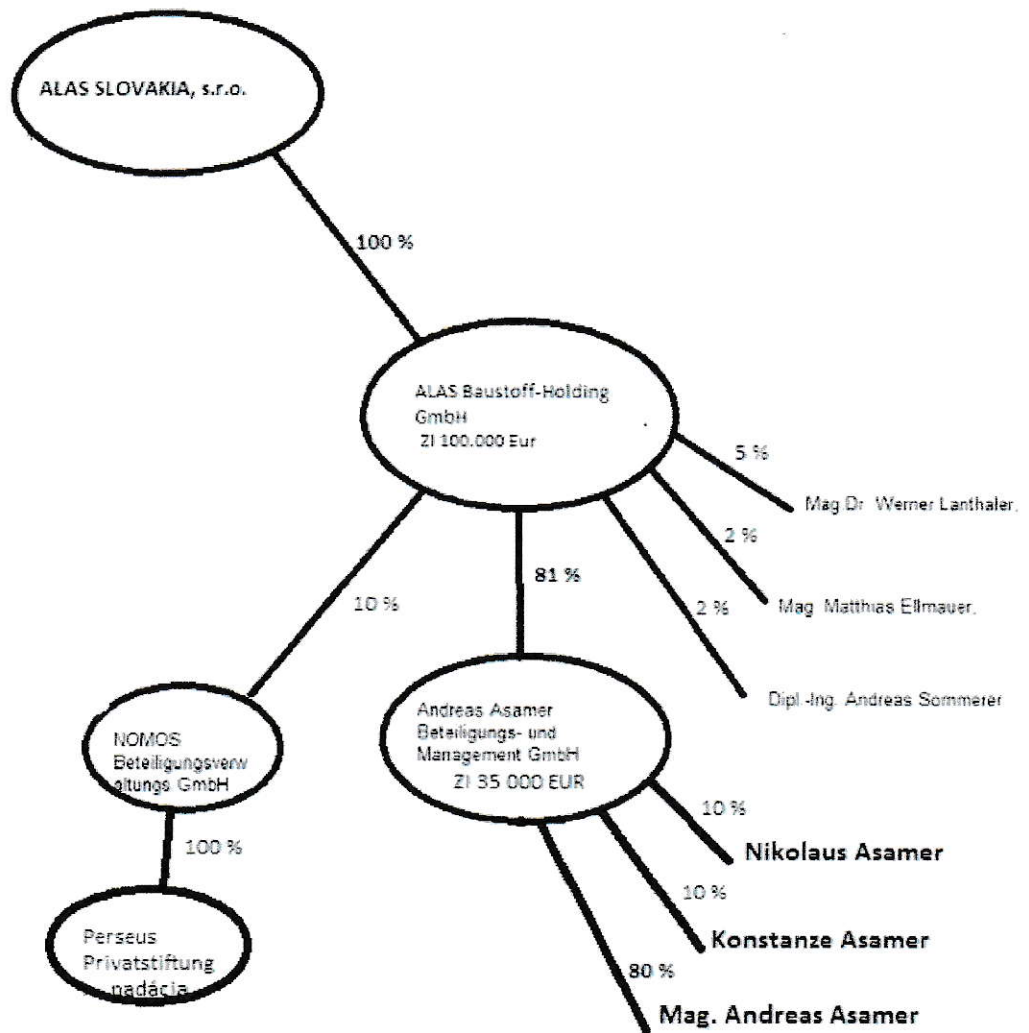 ALAS SLOVAKIA, s.r.o.
100 %
ALAS Baustoff-Holding
GmbH
ZI 100.000 Eur
5 %
Mag.Dr Werner Lanthaler,
2 %
Mag Matthias Ellmauer,
2 %
Dipl.-Ing. Andreas Sommerer
10 %
81 %
NOMOS
Beteiligungsverw
altungs GmbH
Andreas Asamer
Beteiligungs- und
Management GmbH
ZI 35 000 EUR
100 %
Perseus
Privatstiftung
nadácia
10 %
Nikolaus Asamer
10 %
Konstanze Asamer
80 %
Mag. Andreas Asamer